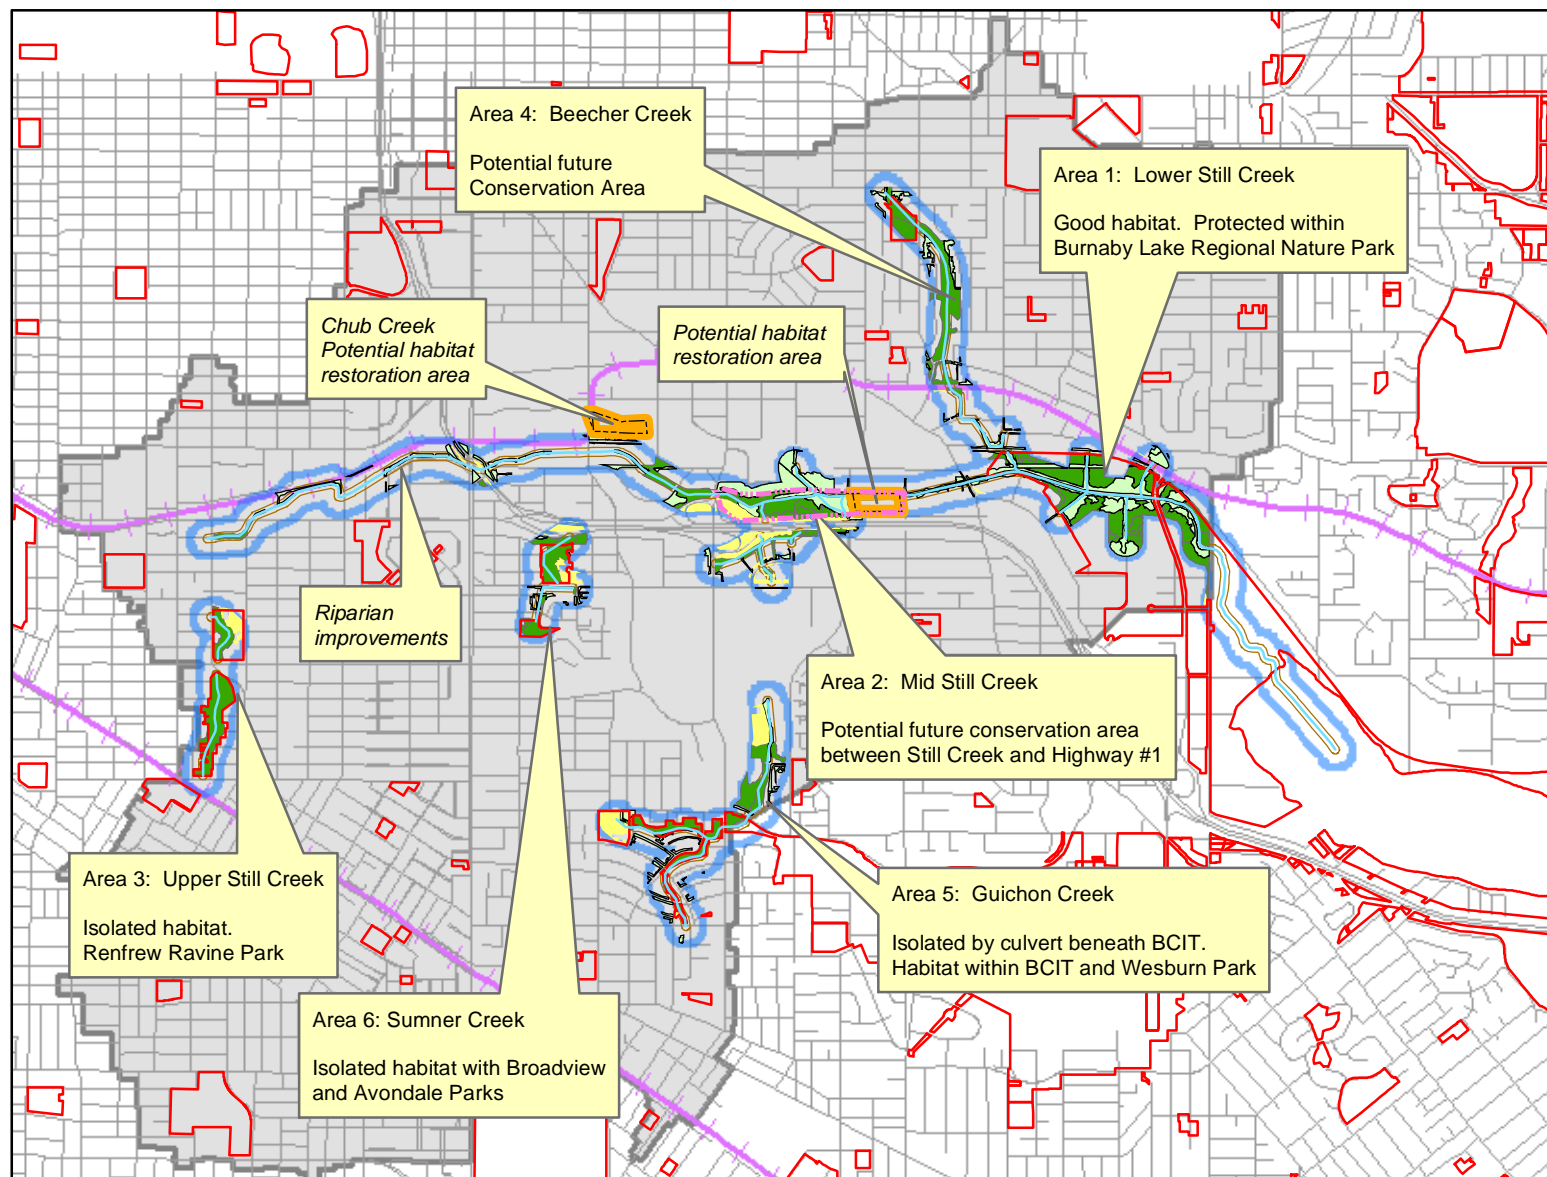 Area 4:  Beecher Creek
Potential future
Conservation Area
Area 1:  Lower Still Creek
Good habitat.  Protected within
Burnaby Lake Regional Nature Park
Chub Creek
Potential habitat
restoration area
Potential habitat
restoration area
Riparian
improvements
Area 2:  Mid Still Creek
Potential future conservation area
between Still Creek and Highway #1
Area 3:  Upper Still Creek
Isolated habitat.
Renfrew Ravine Park
Area 5:  Guichon Creek
Isolated by culvert beneath BCIT.
Habitat within BCIT and Wesburn Park
Area 6: Sumner Creek
Isolated habitat with Broadview
and Avondale Parks